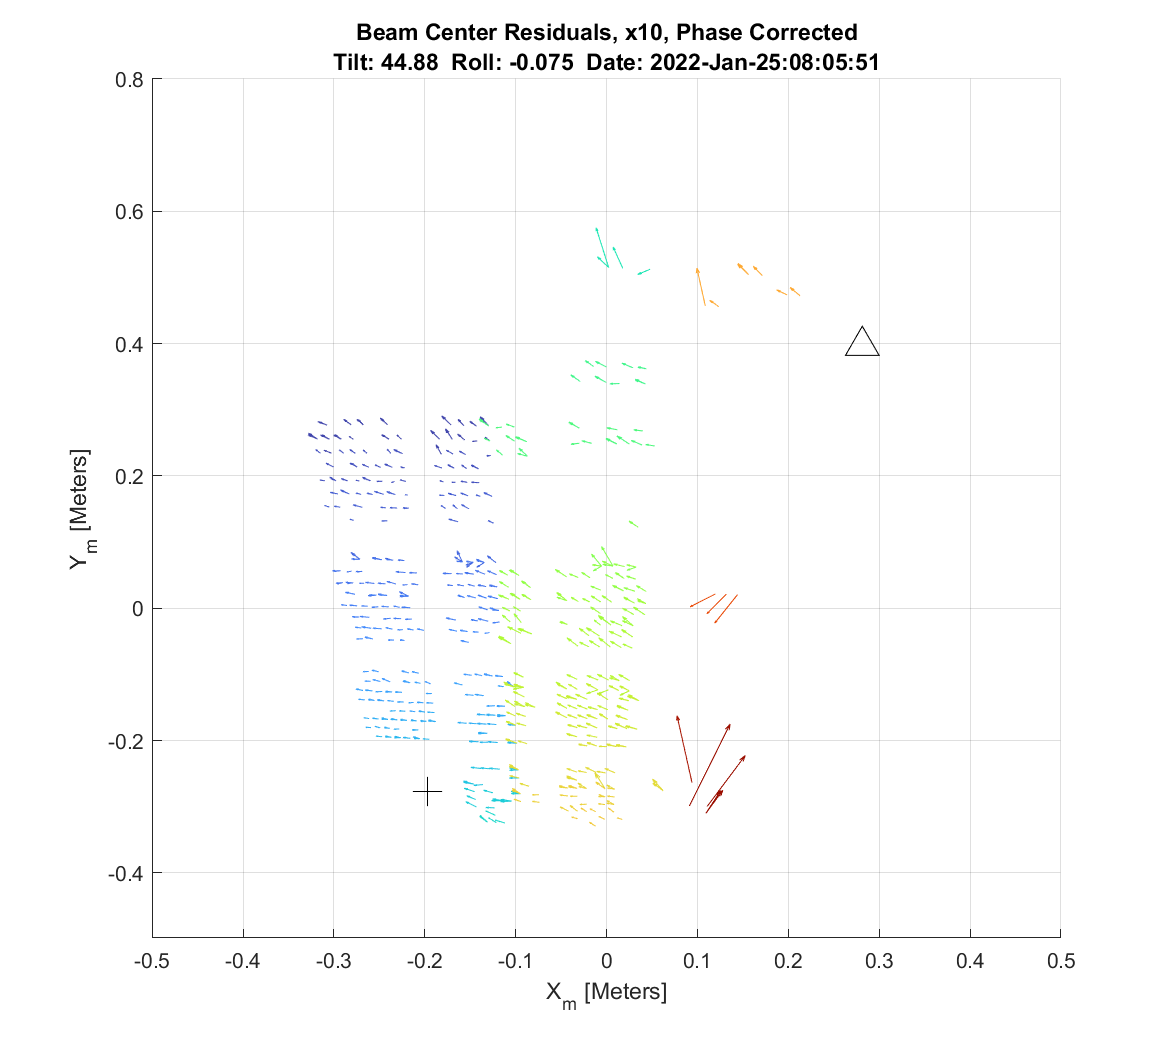 Beam Center Residuals, x10, Phase Corrected
Tilt: 44.88 Roll: -0.075 Date: 2022-Jan-25:08:05:51
0.8
0.6
0.4
0.2
0
-0.2
-0.4
Y_m [Meters]
-0.5 -0.4 -0.3 -0.2 -0.1 0 0.1 0.2 0.3 0.4 0.5
X_m [Meters]